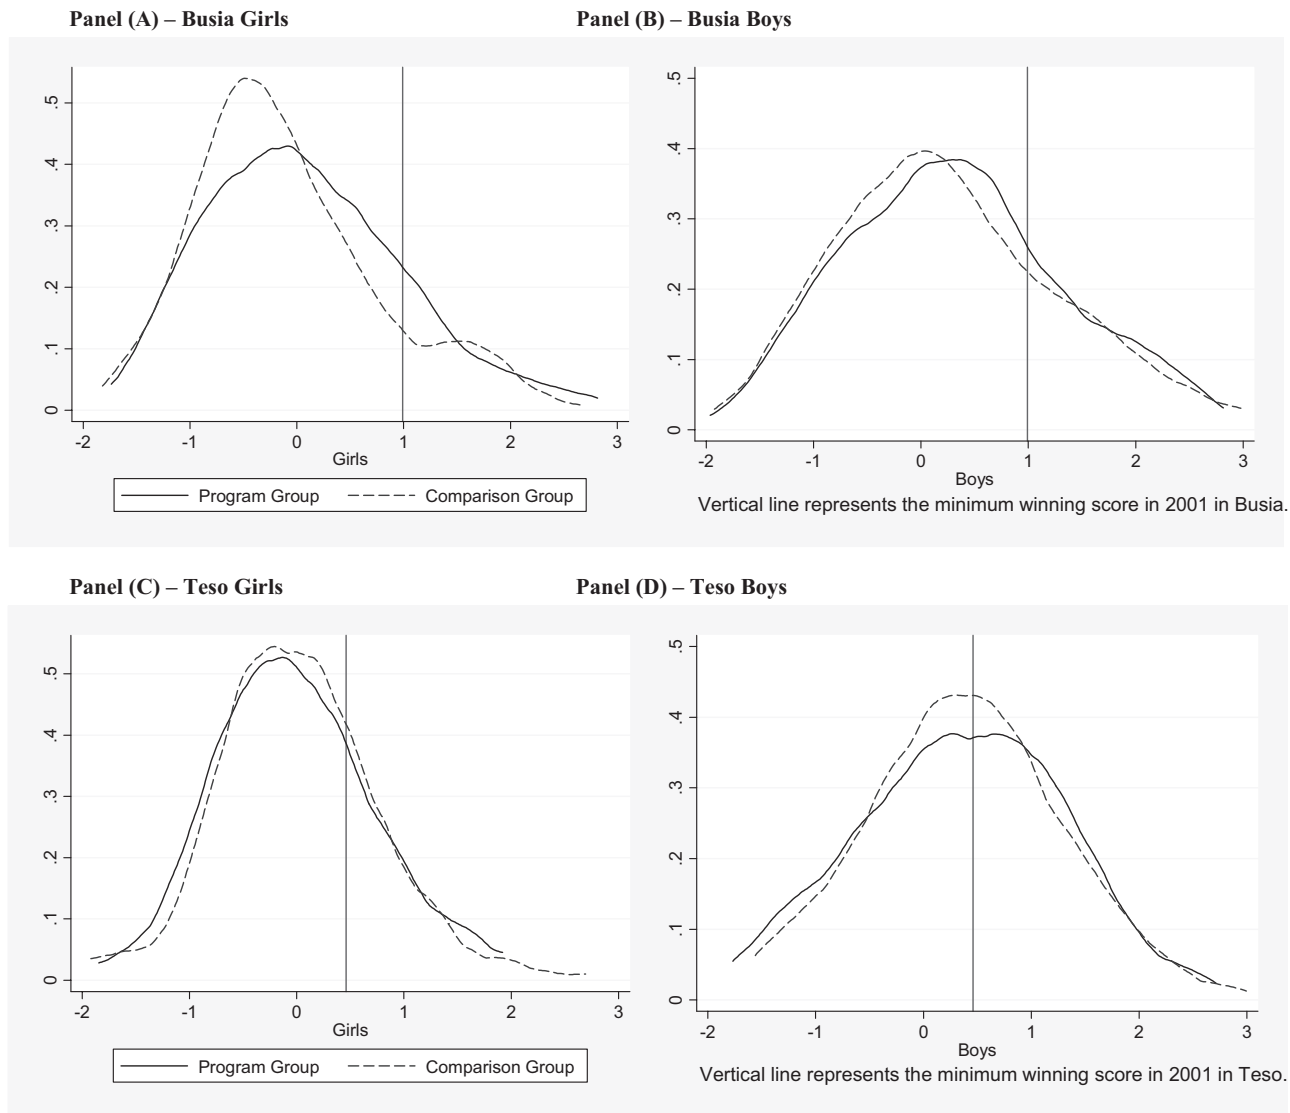 Panel (A) – Busia Girls
Panel (B) – Busia Boys
.5
.4
.3
.2
.1
0
-2 -1 0 1 2 3
Girls
Program Group Comparison Group
.5
.4
.3
.2
.1
0
-2 -1 0 1 2 3
Boys
Vertical line represents the minimum winning score in 2001 in Busia.
Panel (C) – Teso Girls
Panel (D) – Teso Boys
.5
.4
.3
.2
.1
0
-2 -1 0 1 2 3
Girls
Program Group Comparison Group
.5
.4
.3
.2
.1
0
-2 -1 0 1 2 3
Boys
Vertical line represents the minimum winning score in 2001 in Teso.